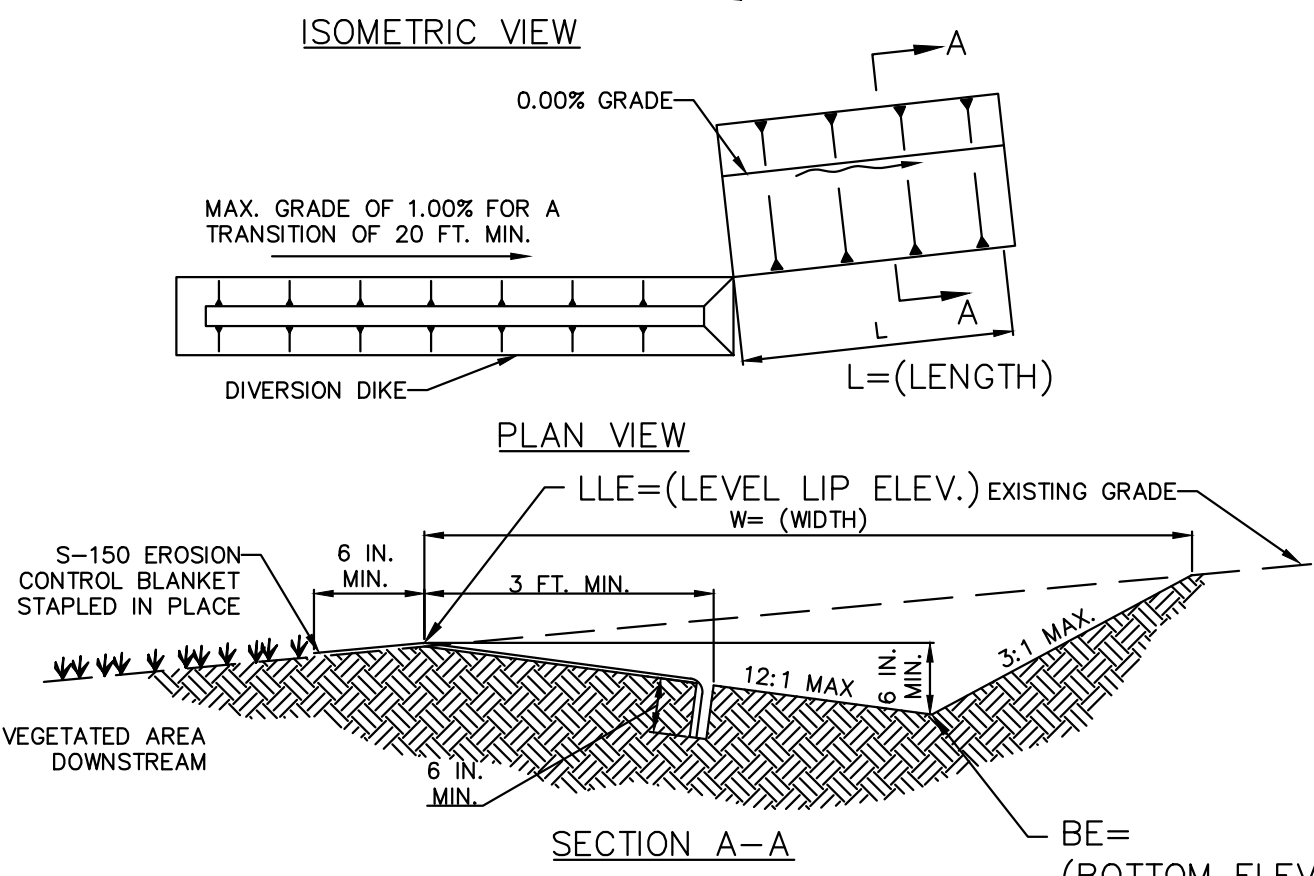 ISOMETRIC VIEW
A
0.00% GRADE
MAX. GRADE OF 1.00% FOR A
TRANSITION OF 20 FT. MIN.
A
L
DIVERSION DIKE
L=(LENGTH)
PLAN VIEW
LLE=(LEVEL LIP ELEV.)
EXISTING GRADE
W= (WIDTH)
S-150 EROSION
CONTROL BLANKET
STAPLED IN PLACE
6 IN.
MIN.
3 FT. MIN.
3:1 MAX.
12:1 MAX
6 IN.
MIN.
VEGETATED AREA
DOWNSTREAM
6 IN.
MIN.
SECTION A-A
BE=
(BOTTOM ELEV